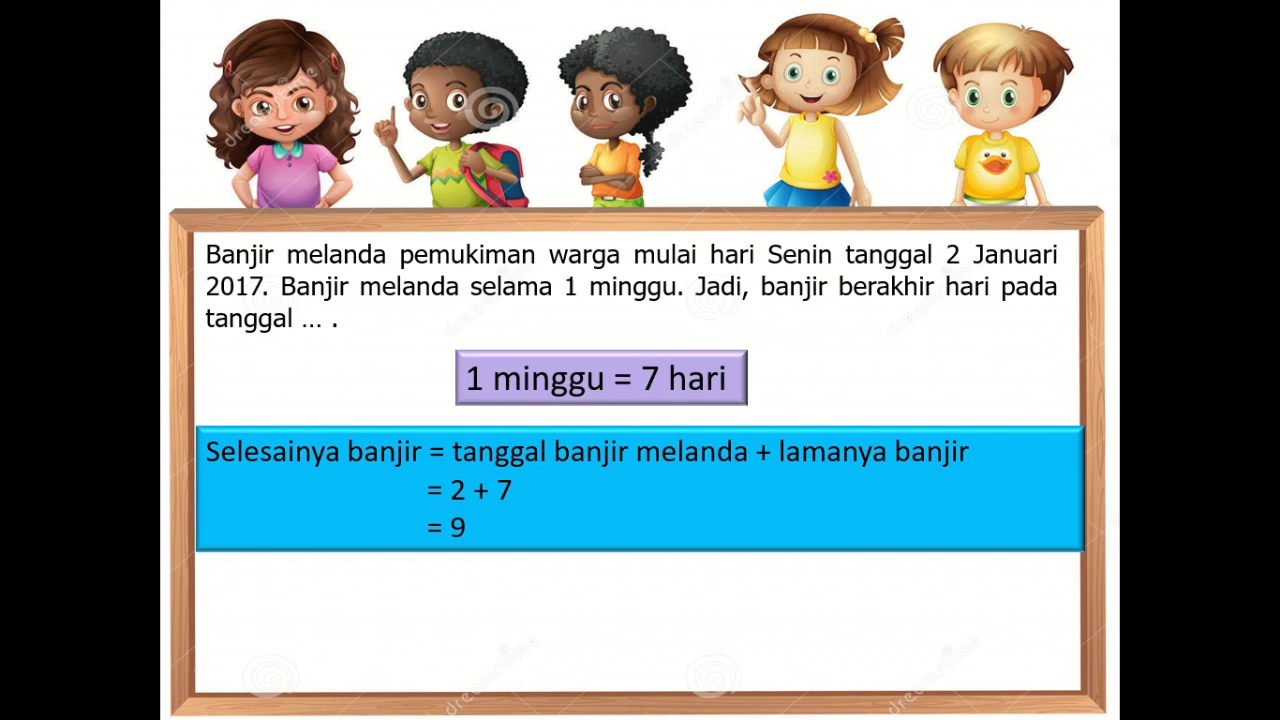 Banjir melanda pemukiman warga mulai hari Senin tanggal 2 Januari
2017. Banjir melanda selama 1 minggu. Jadi, banjir berakhir hari pada
tanggal ... .
1 minggu = 7 hari
Selesainya banjir = tanggal banjir melanda + lamanya banjir
= 2 + 7
= 9